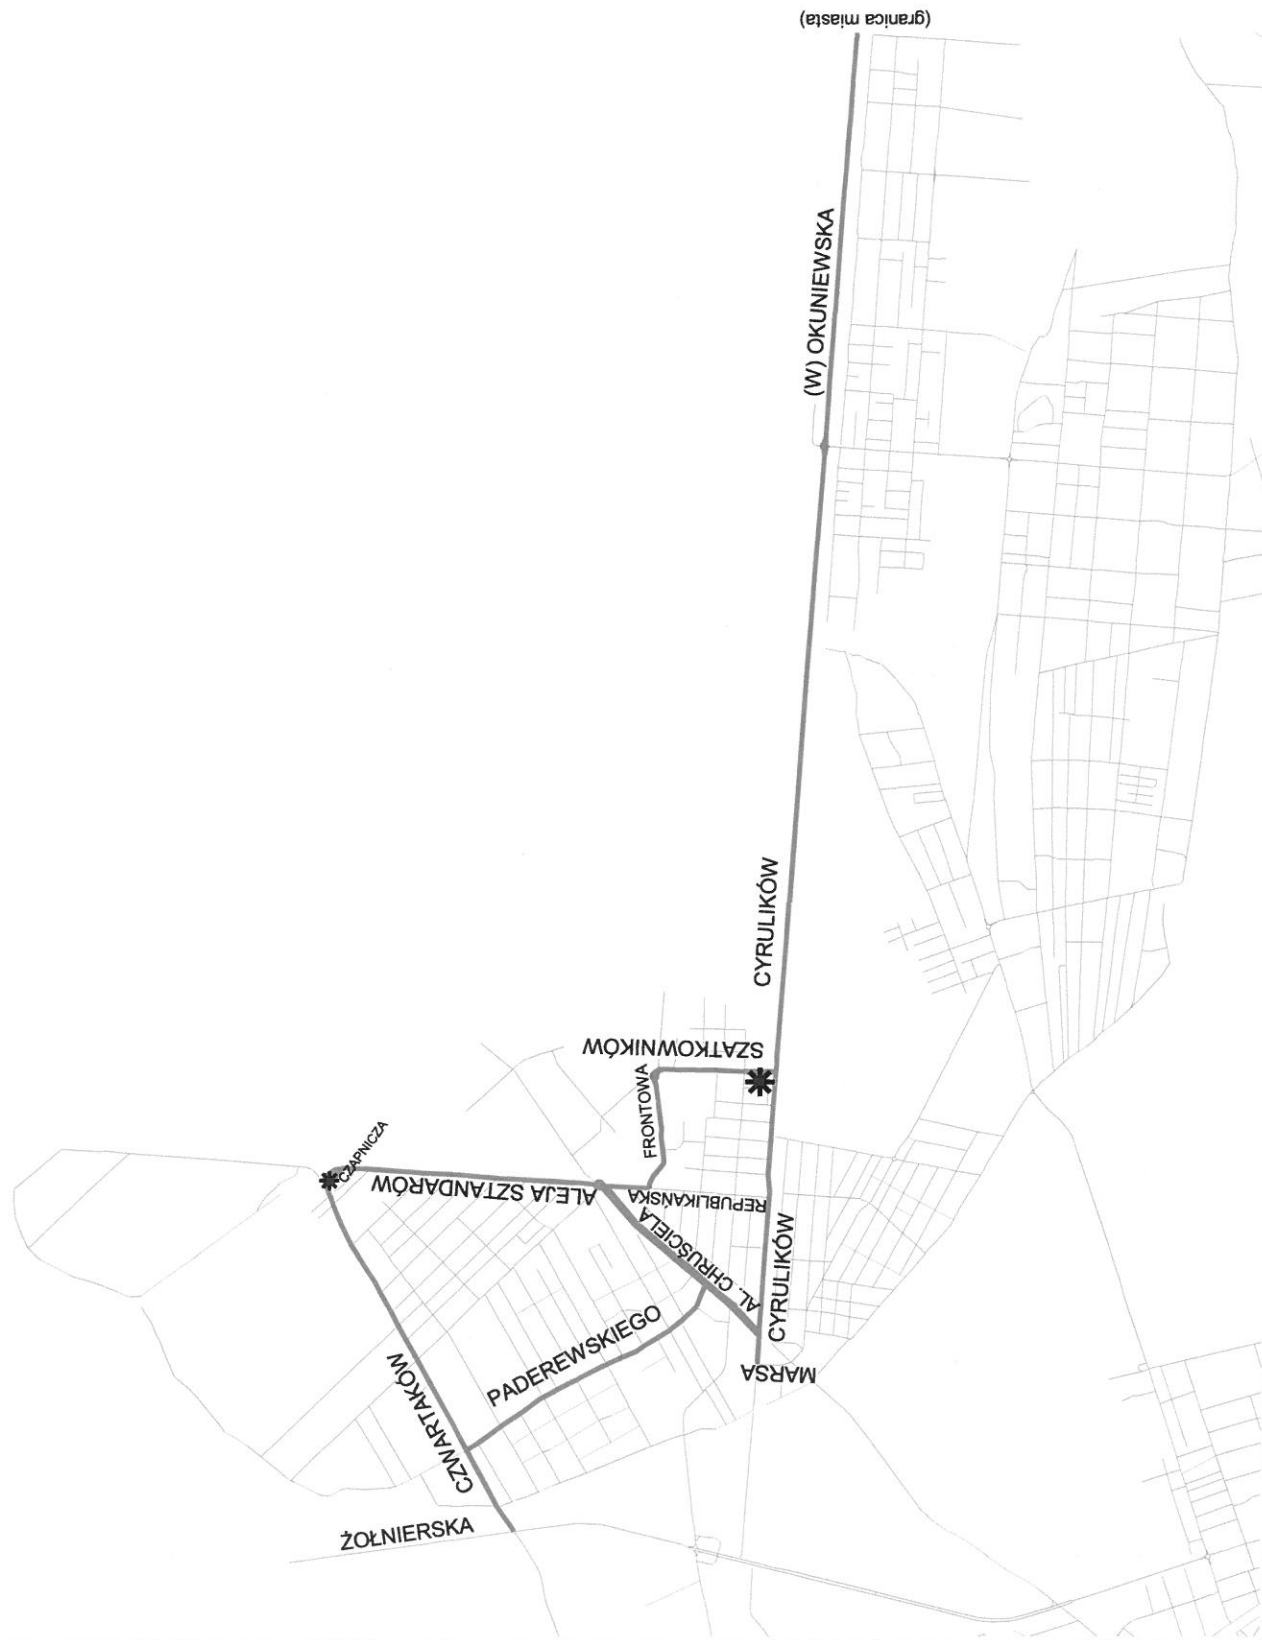 (granica miasta)
(W) OKUNIEWSKA
CYRULIKÓW
SZATKOWNIKÓW
FRONTOWA
CZAPNICZA
ALEJA SZTANDARÓW
REPUBLIKAŃSKA
AL. CHRUŚCIELA
CYRULIKÓW
PADEREWSKIEGO
MARSA
CZWARTAKÓW
ŻOŁNIERSKA